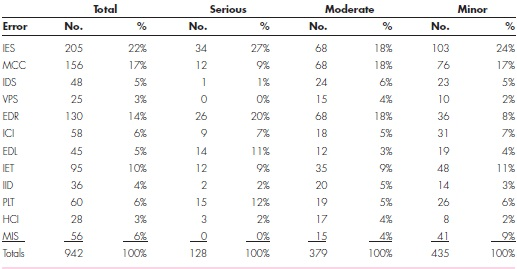 Total Serious Moderate Minor
Error No. % No. % No. % No. %
IES 205 22% 34 27% 68 18% 103 24%
MCC 156 17% 12 9% 68 18% 76 17%
IDS 48 5% 1 1% 24 6% 23 5%
VPS 25 3% 0 0% 15 4% 10 2%
EDR 130 14% 26 20% 68 18% 36 8%
ICI 58 6% 9 7% 18 5% 31 7%
EDL 45 5% 14 11% 12 3% 19 4%
IET 95 10% 12 9% 35 9% 48 11%
IID 36 4% 2 2% 20 5% 14 3%
PLT 60 6% 15 12% 19 5% 26 6%
HCI 28 3% 3 2% 17 4% 8 2%
MIS 56 6% 0 0% 15 4% 41 9%
Totals 942 100% 128 100% 379 100% 435 100%